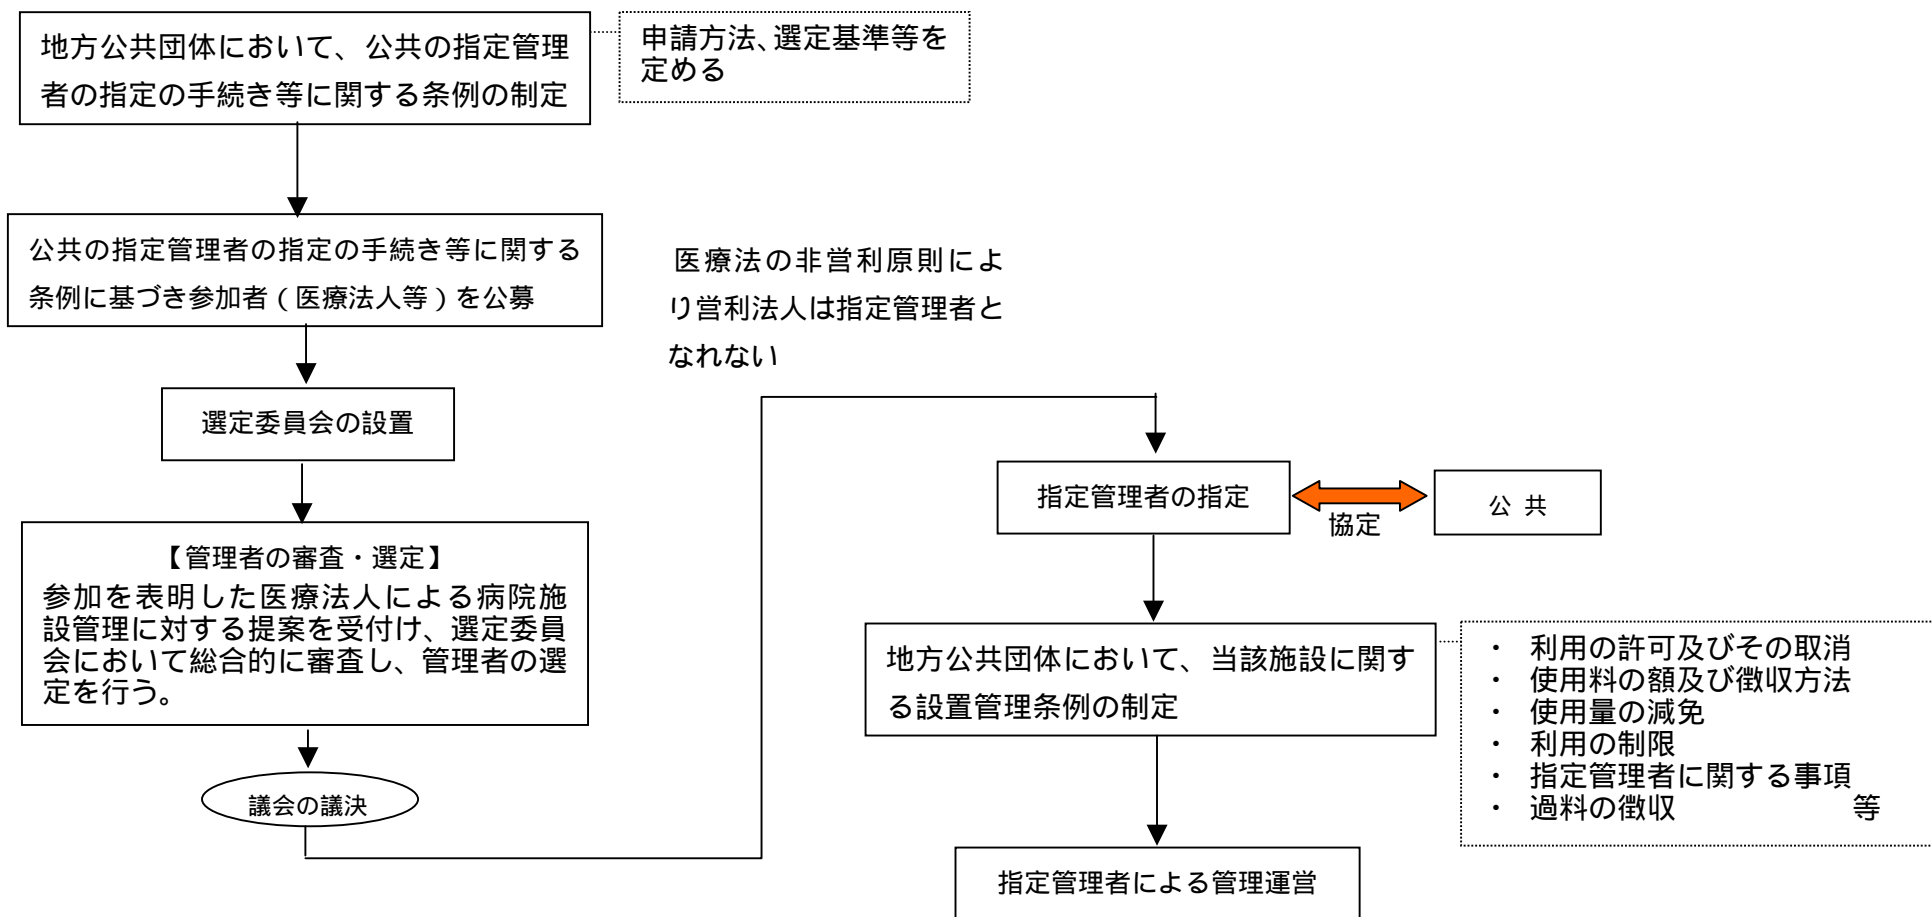 地方公共団体において、公共の指定管理
者の指定の手続き等に関する条例の制定
申請方法、選定基準等を
定める
公共の指定管理者の指定の手続き等に関する
条例に基づき参加者(医療法人等)を公募
医療法の非営利原則によ
り営利法人は指定管理者と
なれない
選定委員会の設置
【管理者の審査・選定】
参加を表明した医療法人による病院施
設管理に対する提案を受付け、選定委員
会において総合的に審査し、管理者の選
定を行う。
議会の議決
指定管理者の指定
協定
公 共
地方公共団体において、当該施設に関す
る設置管理条例の制定
・ 利用の許可及びその取消
・ 使用料の額及び徴収方法
・ 使用量の減免
・ 利用の制限
・ 指定管理者に関する事項
・ 過料の徴収 等
指定管理者による管理運営